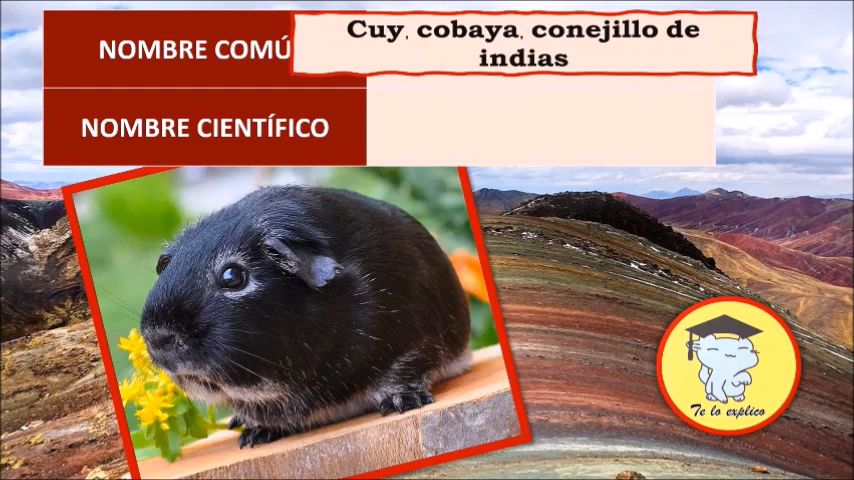 NOMBRE COMÚ
Cuy, cobaya, conejillo de
indias
NOMBRE CIENTÍFICO
Te lo explico